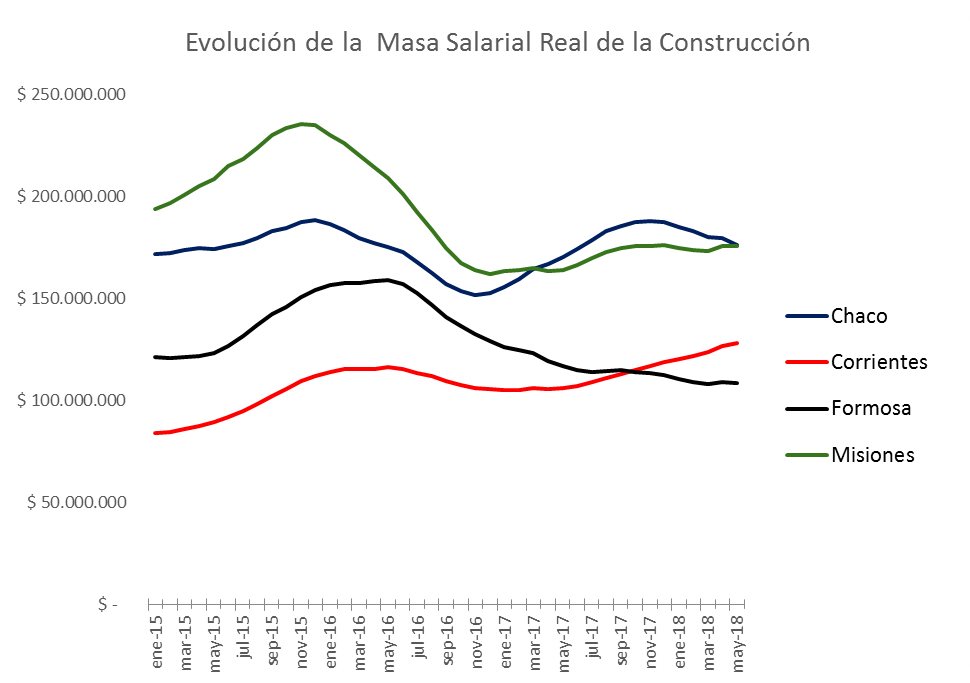 Evolución de la  Masa Salarial Real de la Construcción
$ 250.000.000
$ 200.000.000
$ 150.000.000
$ 100.000.000
$ 50.000.000
$ -
Chaco
Corrientes
Formosa
Misiones
ene-15
mar-15
may-15
jul-15
sep-15
nov-15
ene-16
mar-16
may-16
jul-16
sep-16
nov-16
ene-17
mar-17
may-17
jul-17
sep-17
nov-17
ene-18
mar-18
may-18